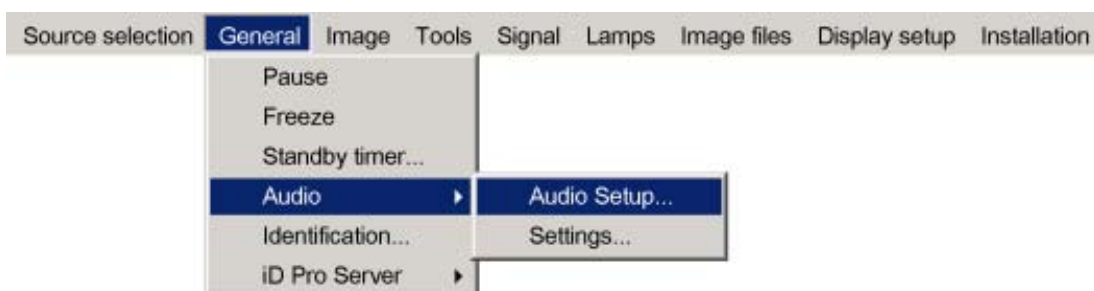 Source selection General Image Tools Signal Lamps Image files Display setup Installation
Pause
Freeze
Standby timer...
Audio Audio Setup...
Identification... Settings...
iD Pro Server